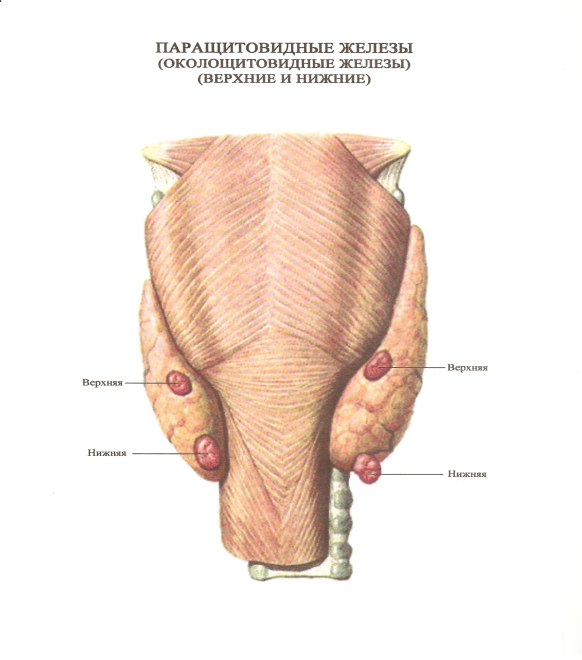 ПАРАЩИТОВИДНЫЕ ЖЕЛЕЗЫ
(ОКОЛОЩИТОВИДНЫЕ ЖЕЛЕЗЫ)
(ВЕРХНИЕ И НИЖНИЕ)
Верхняя
Верхняя
Нижняя
Нижняя